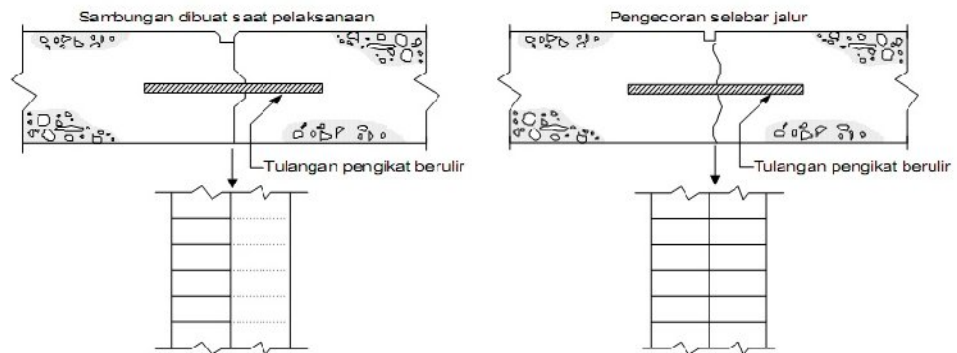 Sambungan dibuat saat pelaksanaan
Pengecoran selebar jalur
Tulangan pengikat berulir
Tulangan pengikat berulir